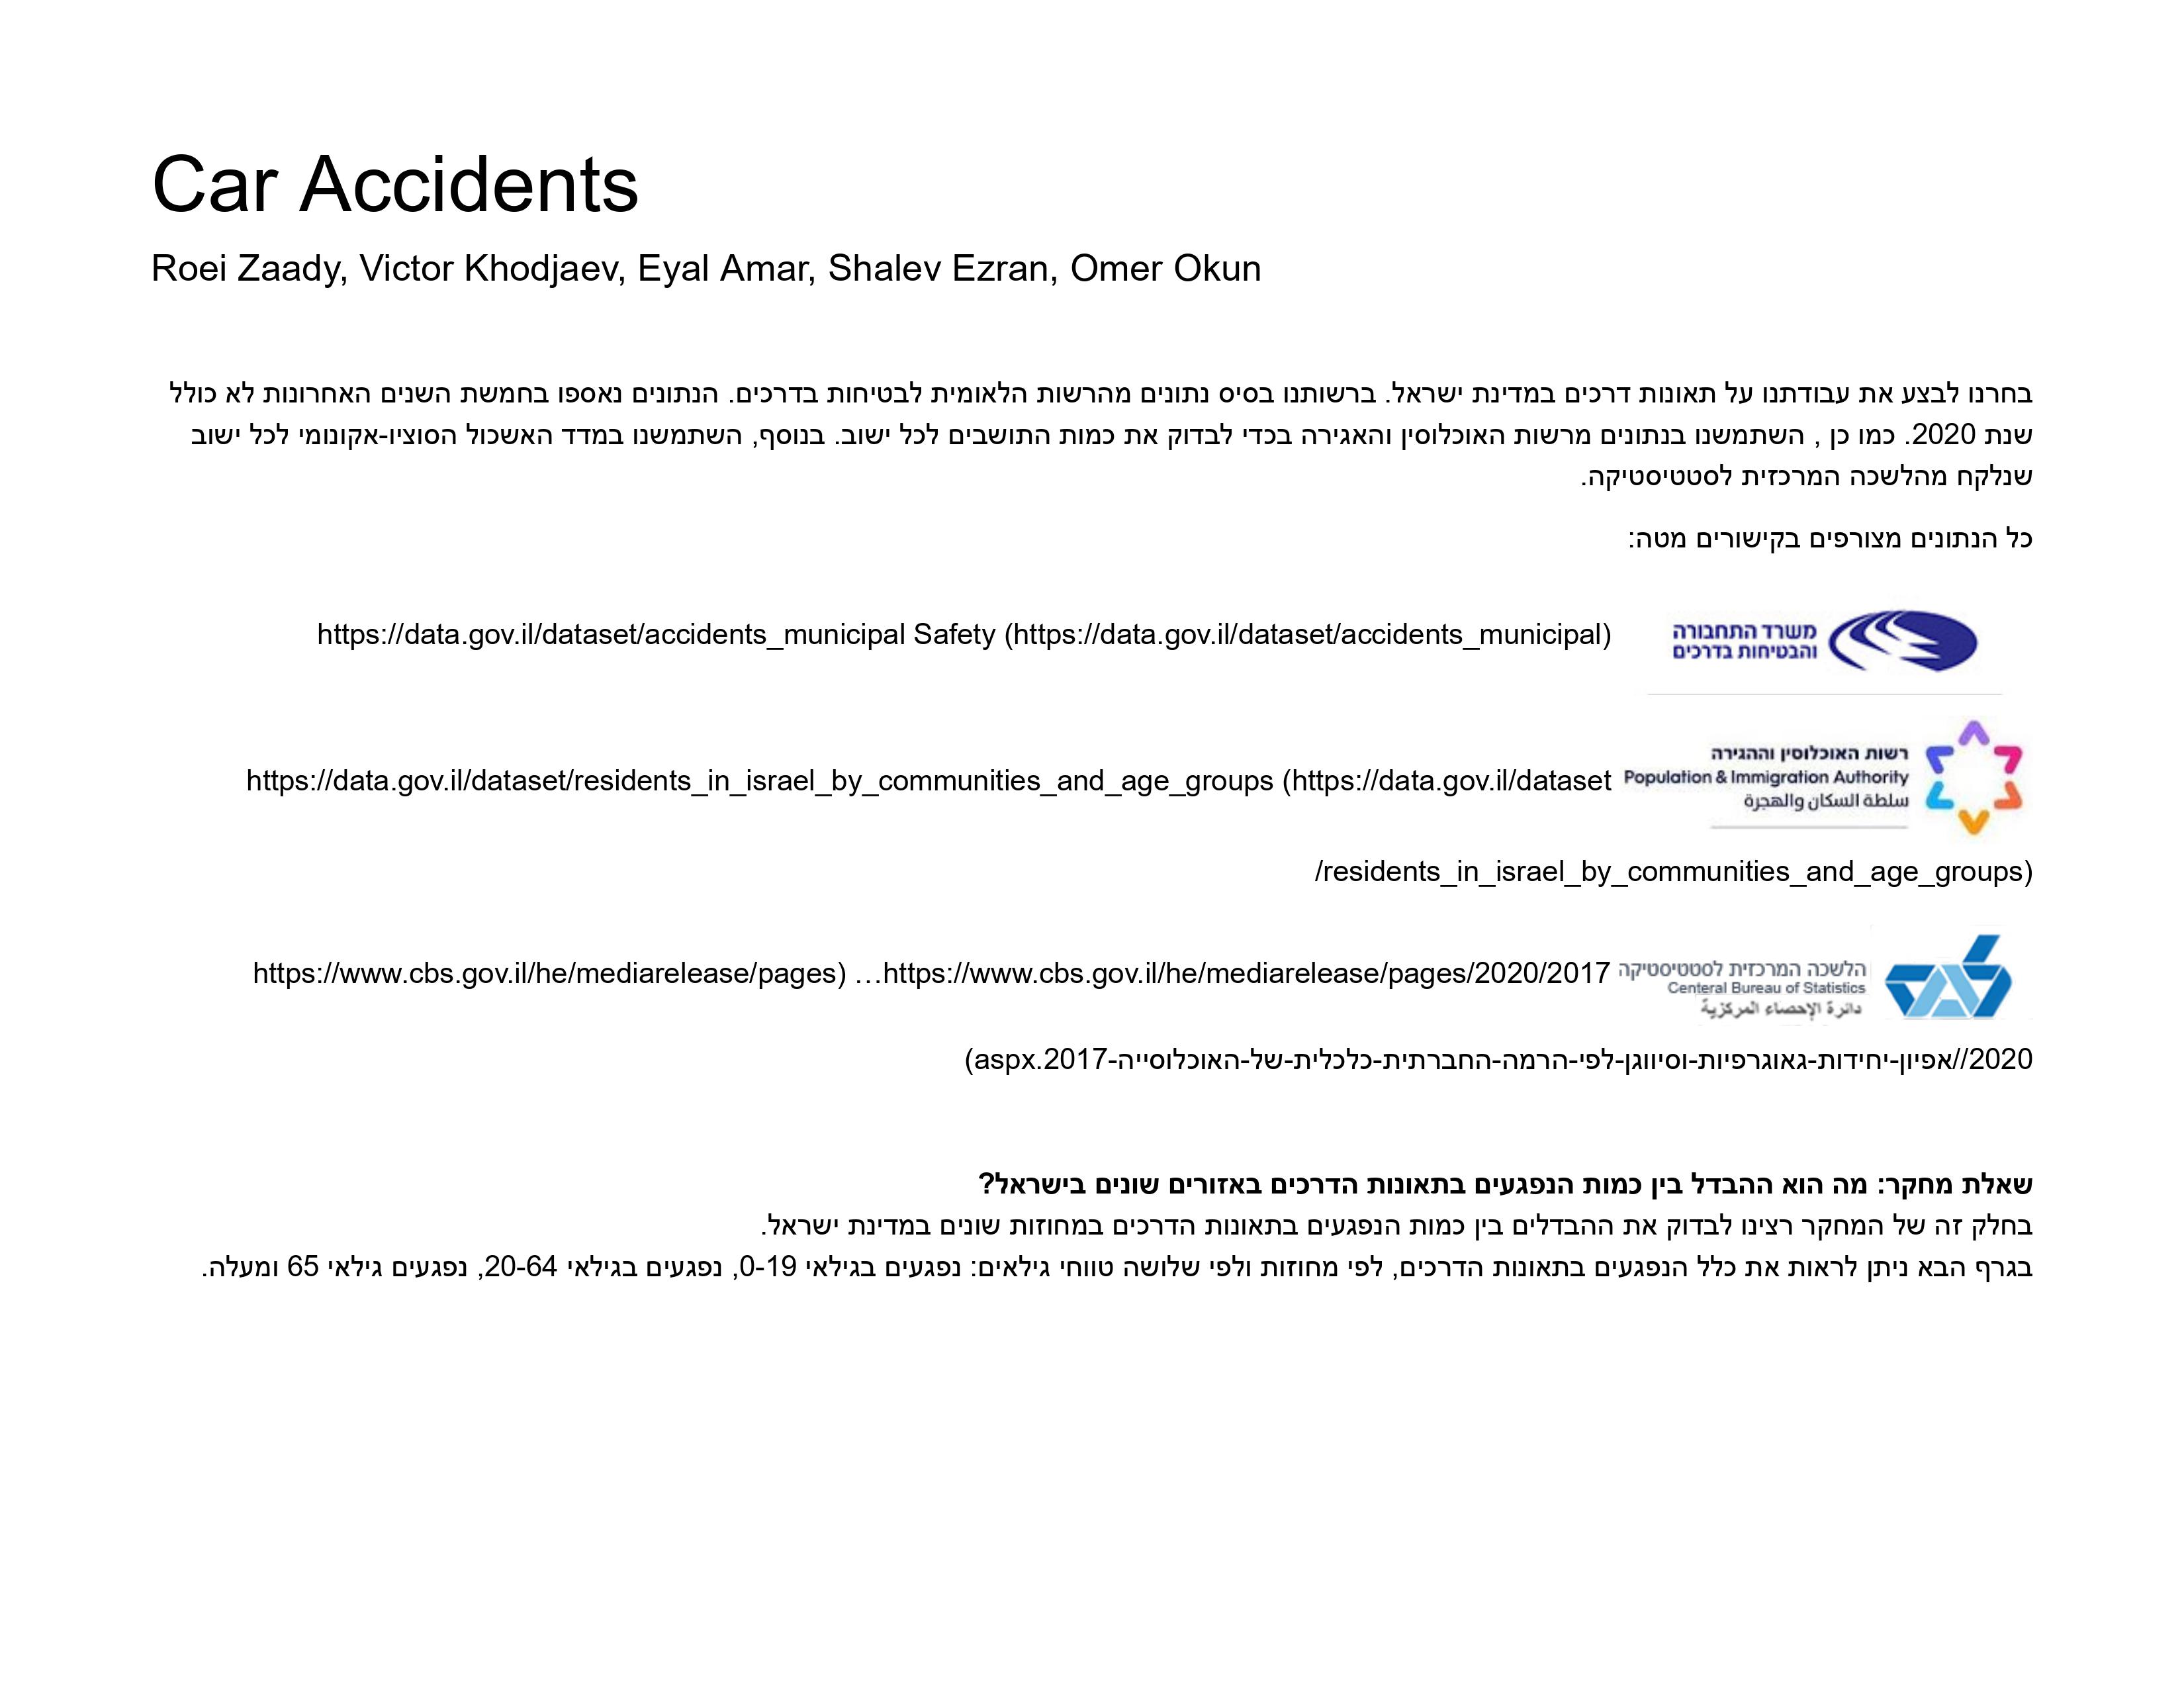 Car Accidents
Roei Zaady, Victor Khodjaev, Eyal Amar, Shalev Ezran, Omer Okun
בחרנו לבצע את עבודתנו על תאונות דרכים במדינת ישראל. ברשותנו בסיס נתונים מהרשות הלאומית לבטיחות בדרכים. הנתונים נאספו בחמשת השנים האחרונות לא כולל
שנת 2020. כמו כן , השתמשנו בנתונים מרשות האוכלוסין והאגירה בכדי לבדוק את כמות התושבים לכל ישוב. בנוסף, השתמשנו במדד האשכול הסוציו-אקונומי לכל ישוב
שנלקח מהלשכה המרכזית לסטטיסטיקה.
כל הנתונים מצורפים בקישורים מטה:
משרד התחבורה
והבטיחות בדרכים
https://data.gov.il/dataset/accidents_municipal Safety (https://data.gov.il/dataset/accidents_municipal)
רשות האוכלוסין וההגירה
Population & Immigration Authority
سلطة السكان والهجرة
https://data.gov.il/dataset/residents_in_israel_by_communities_and_age_groups (https://data.gov.il/dataset
/residents_in_israel_by_communities_and_age_groups)
הלשכה המרכזית לסטטיסטיקה
Centeral Bureau of Statistics
دائرة الإحصاء المركزية
https://www.cbs.gov.il/he/mediarelease/pages/2020/2017… (https://www.cbs.gov.il/he/mediarelease/pages
/2020/אפיון-יחידות-גאוגרפיות-וסיווגן-לפי-הרמה-החברתית-כלכלית-של-האוכלוסייה-2017.aspx)
שאלת מחקר: מה הוא ההבדל בין כמות הנפגעים בתאונות הדרכים באזורים שונים בישראל?
בחלק זה של המחקר רצינו לבדוק את ההבדלים בין כמות הנפגעים בתאונות הדרכים במחוזות שונים במדינת ישראל.
בגרף הבא ניתן לראות את כלל הנפגעים בתאונות הדרכים, לפי מחוזות ולפי שלושה טווחי גילאים: נפגעים בגילאי 0-19, נפגעים בגילאי 20-64, נפגעים גילאי 65 ומעלה.